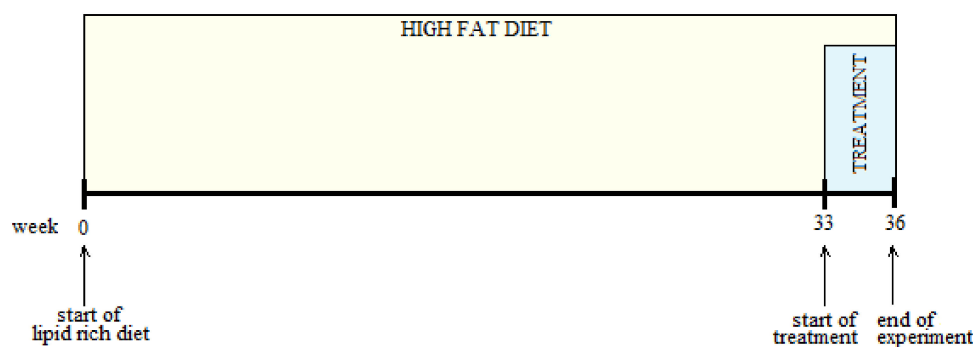 HIGH FAT DIET
TREATMENT
week 0 33 36
start of
lipid rich diet
start of
treatment
end of
experiment